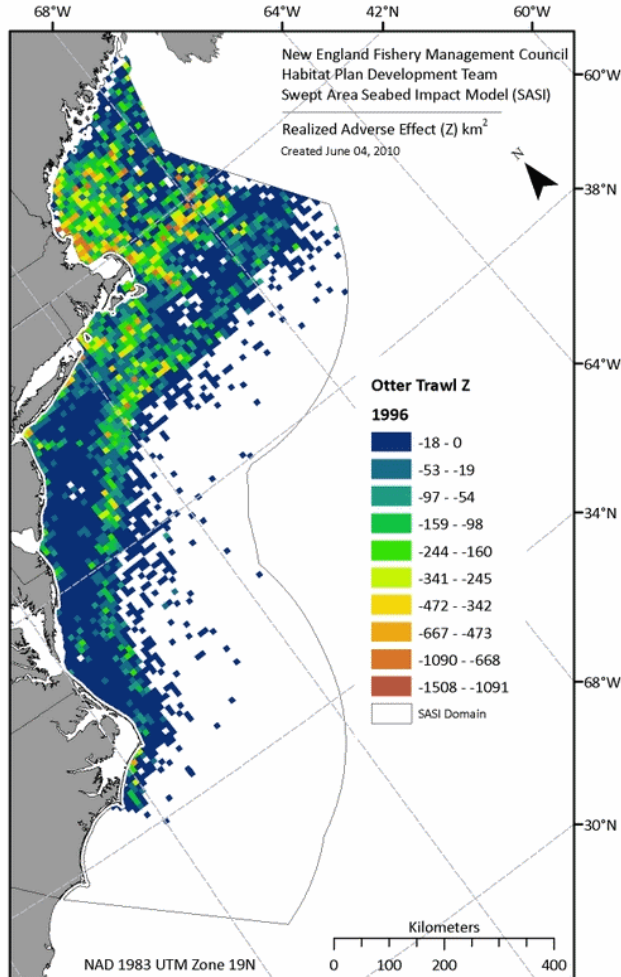 68°W 64°W 42°N 60°W
New England Fishery Management Council
Habitat Plan Development Team
Swept Area Seabed Impact Model (SASI)
Realized Adverse Effect (Z) km²
Created June 04, 2010
60°W
N
38°N
64°W
Otter Trawl Z
1996
-18 - 0
-53 - -19
-97 - -54
-159 - -98
-244 - -160
-341 - -245
-472 - -342
-667 - -473
-1090 - -668
-1508 - -1091
SASI Domain
34°N
68°W
30°N
Kilometers
0 100 200 400
NAD 1983 UTM Zone 19N